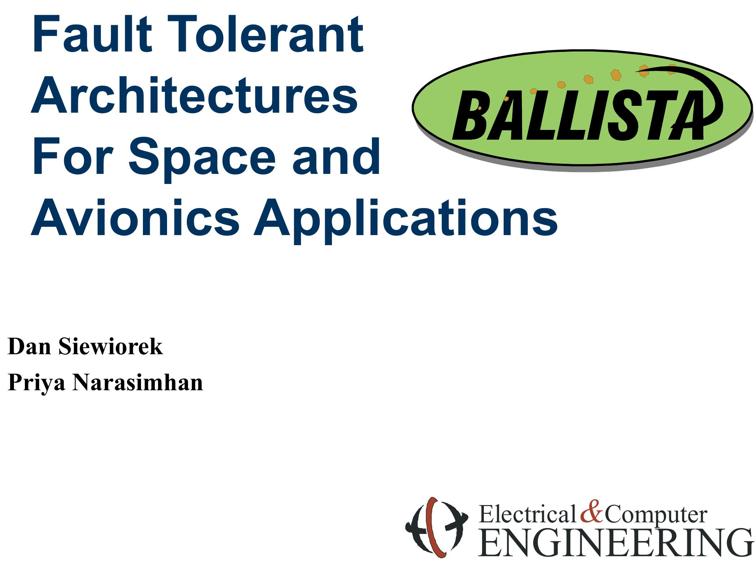 Fault Tolerant
Architectures
For Space and
Avionics Applications
BALLISTA
Dan Siewiorek
Priya Narasimhan
Electrical & Computer
ENGINEERING